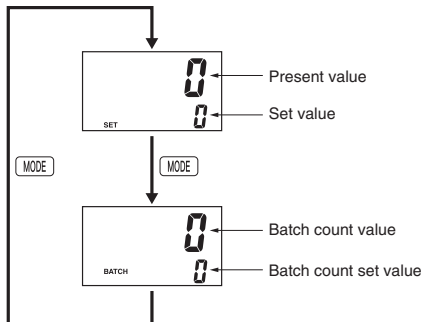 0
Present value
0
Set value
SET
MODE
MODE
0
Batch count value
0
Batch count set value
BATCH